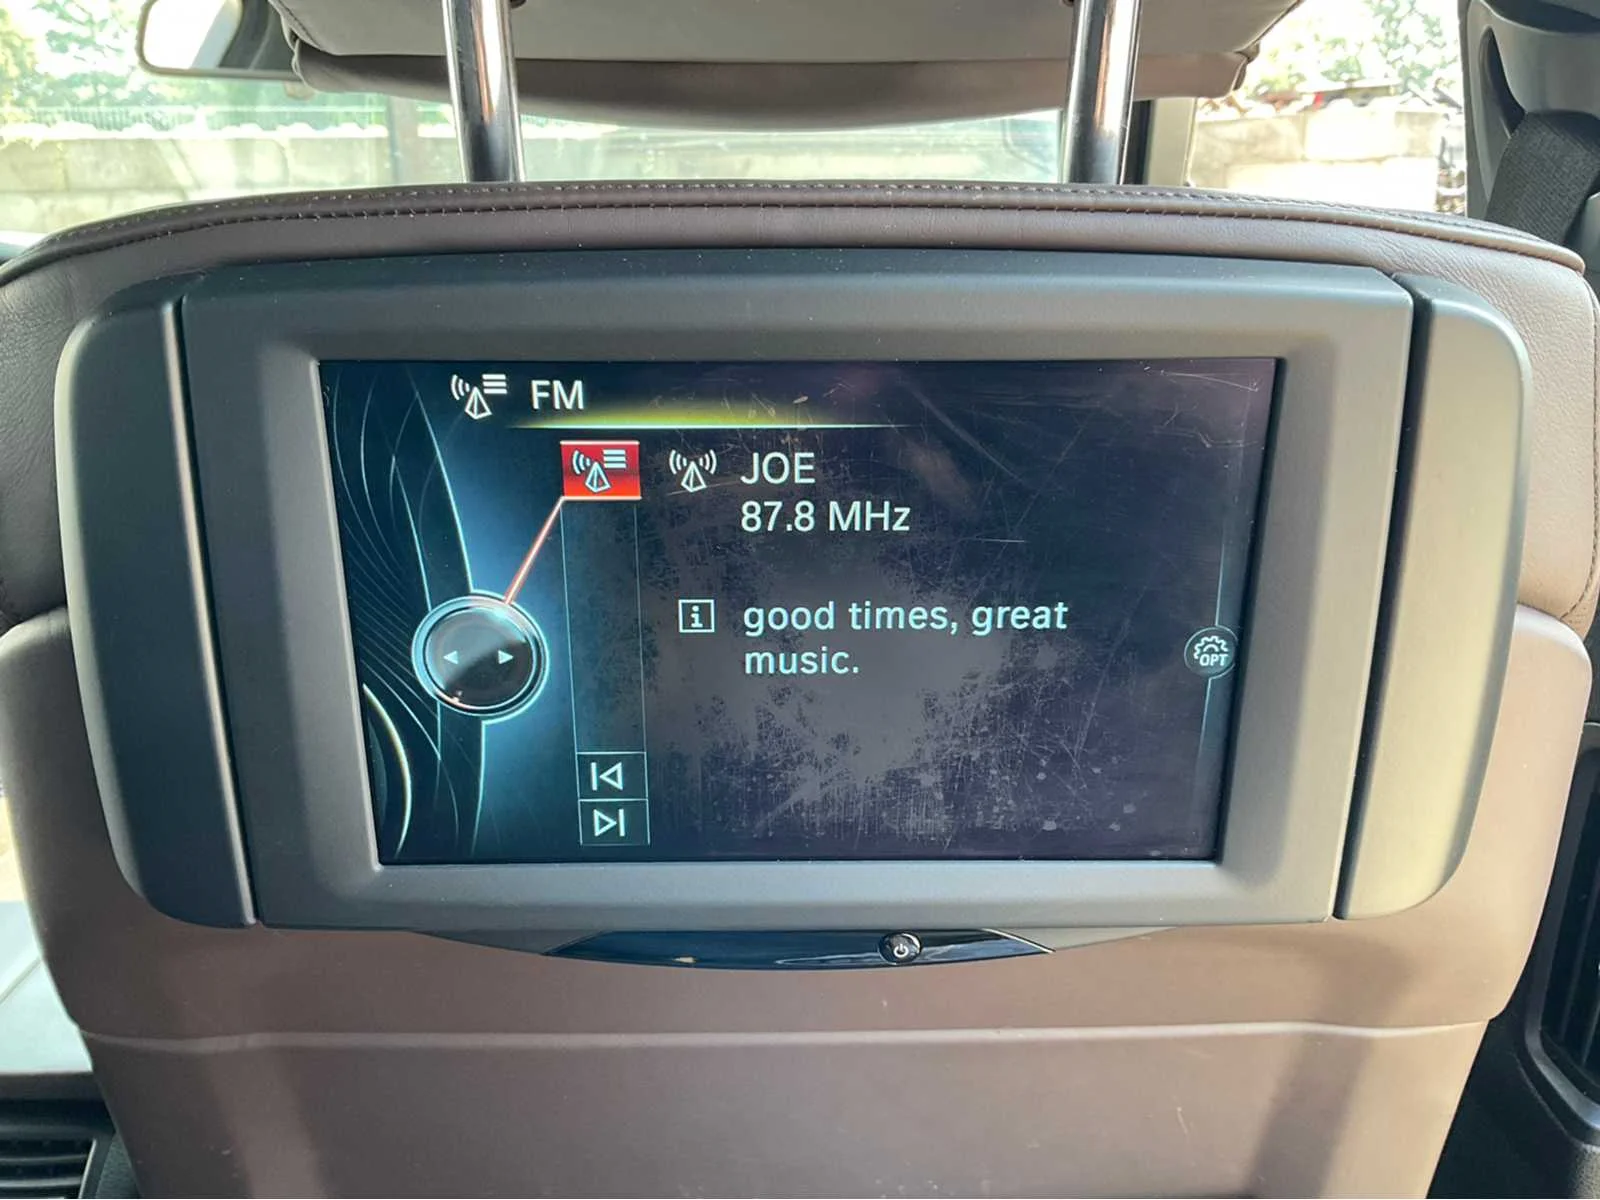 FM
JOE
87.8 MHz
i good times, great
music.
OPT